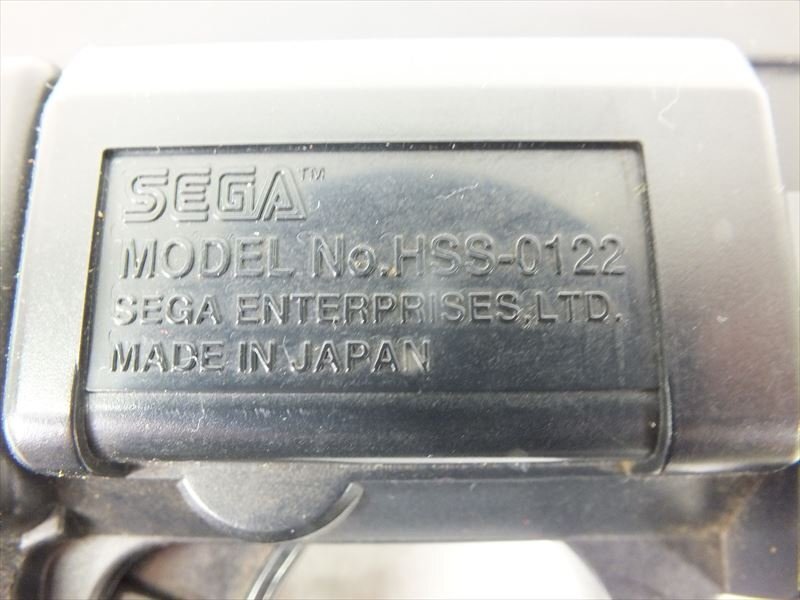 SEGA™
MODEL No.HSS-0122
SEGA ENTERPRISES,LTD.
MADE IN JAPAN